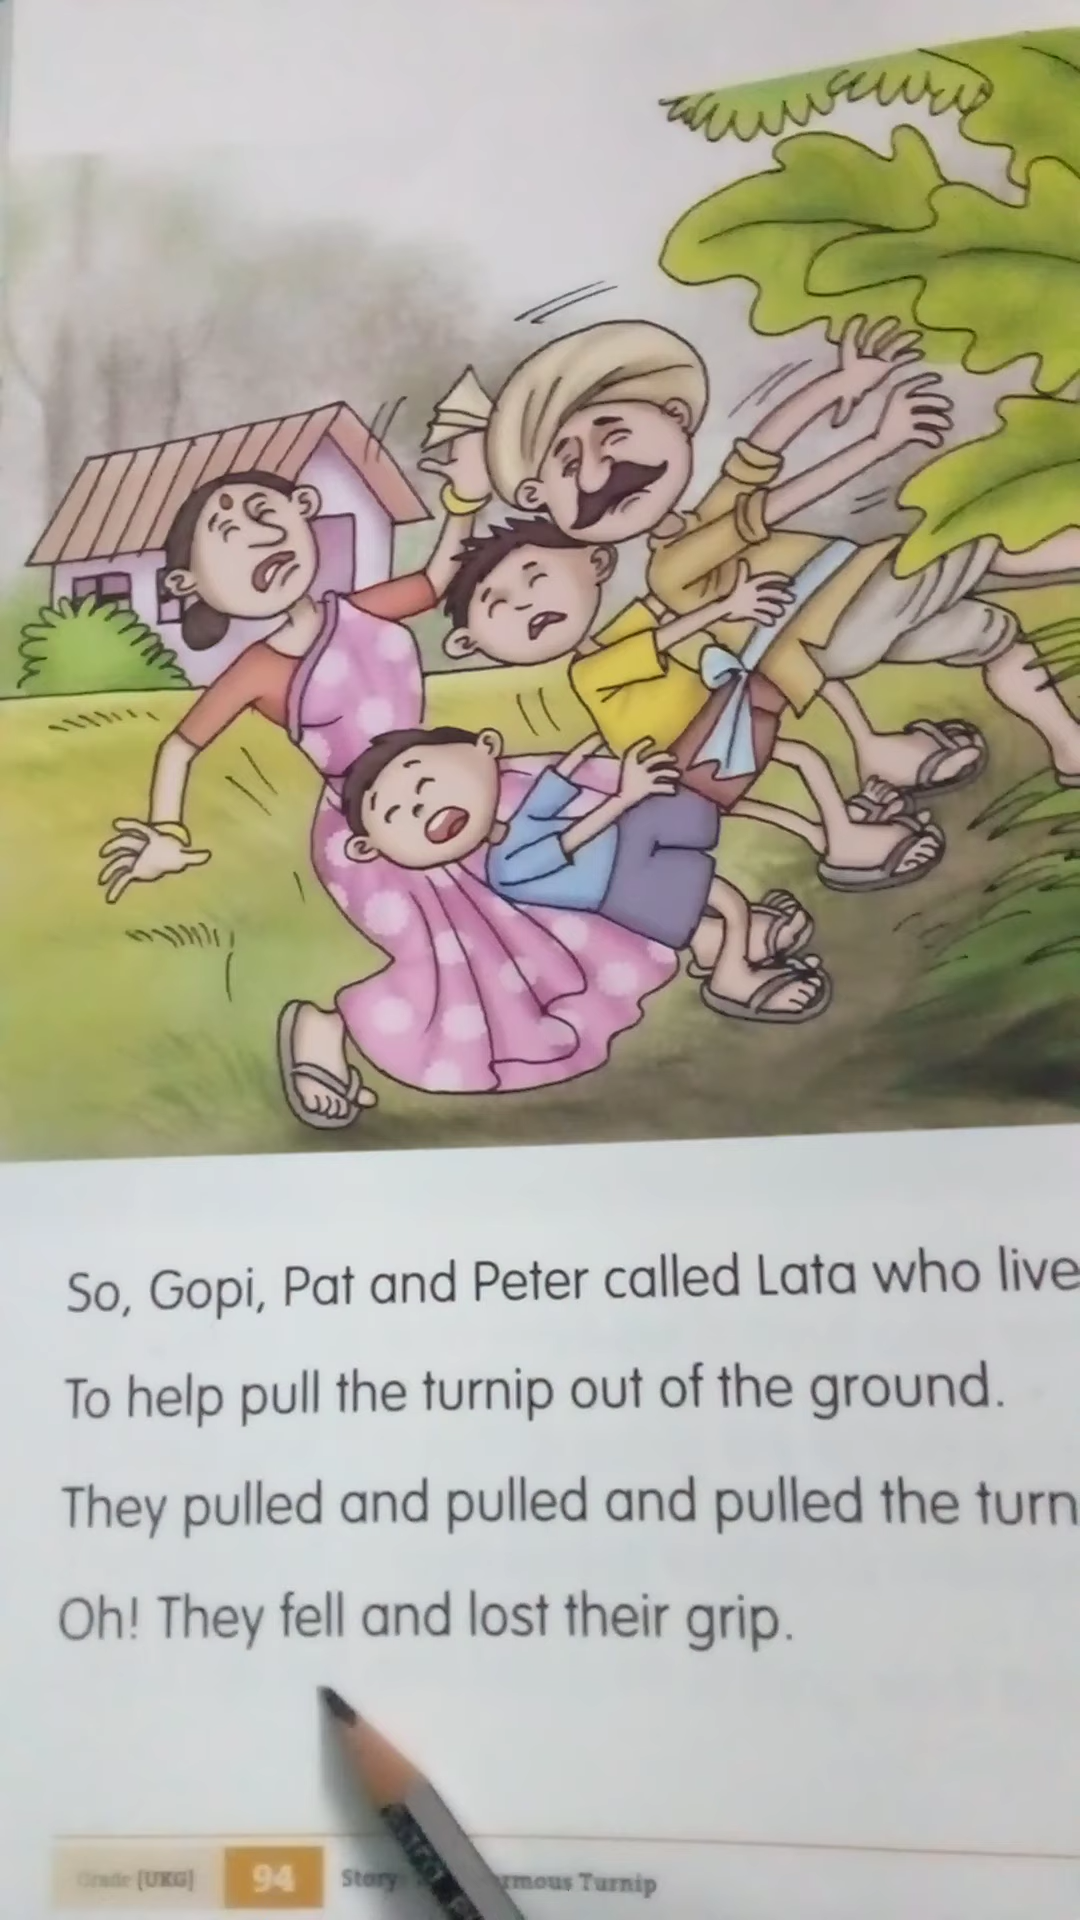 So, Gopi, Pat and Peter called Lata who live
To help pull the turnip out of the ground.
They pulled and pulled and pulled the turn
Oh! They fell and lost their grip.
Grade [UKG] 94 Story rmous Turnip